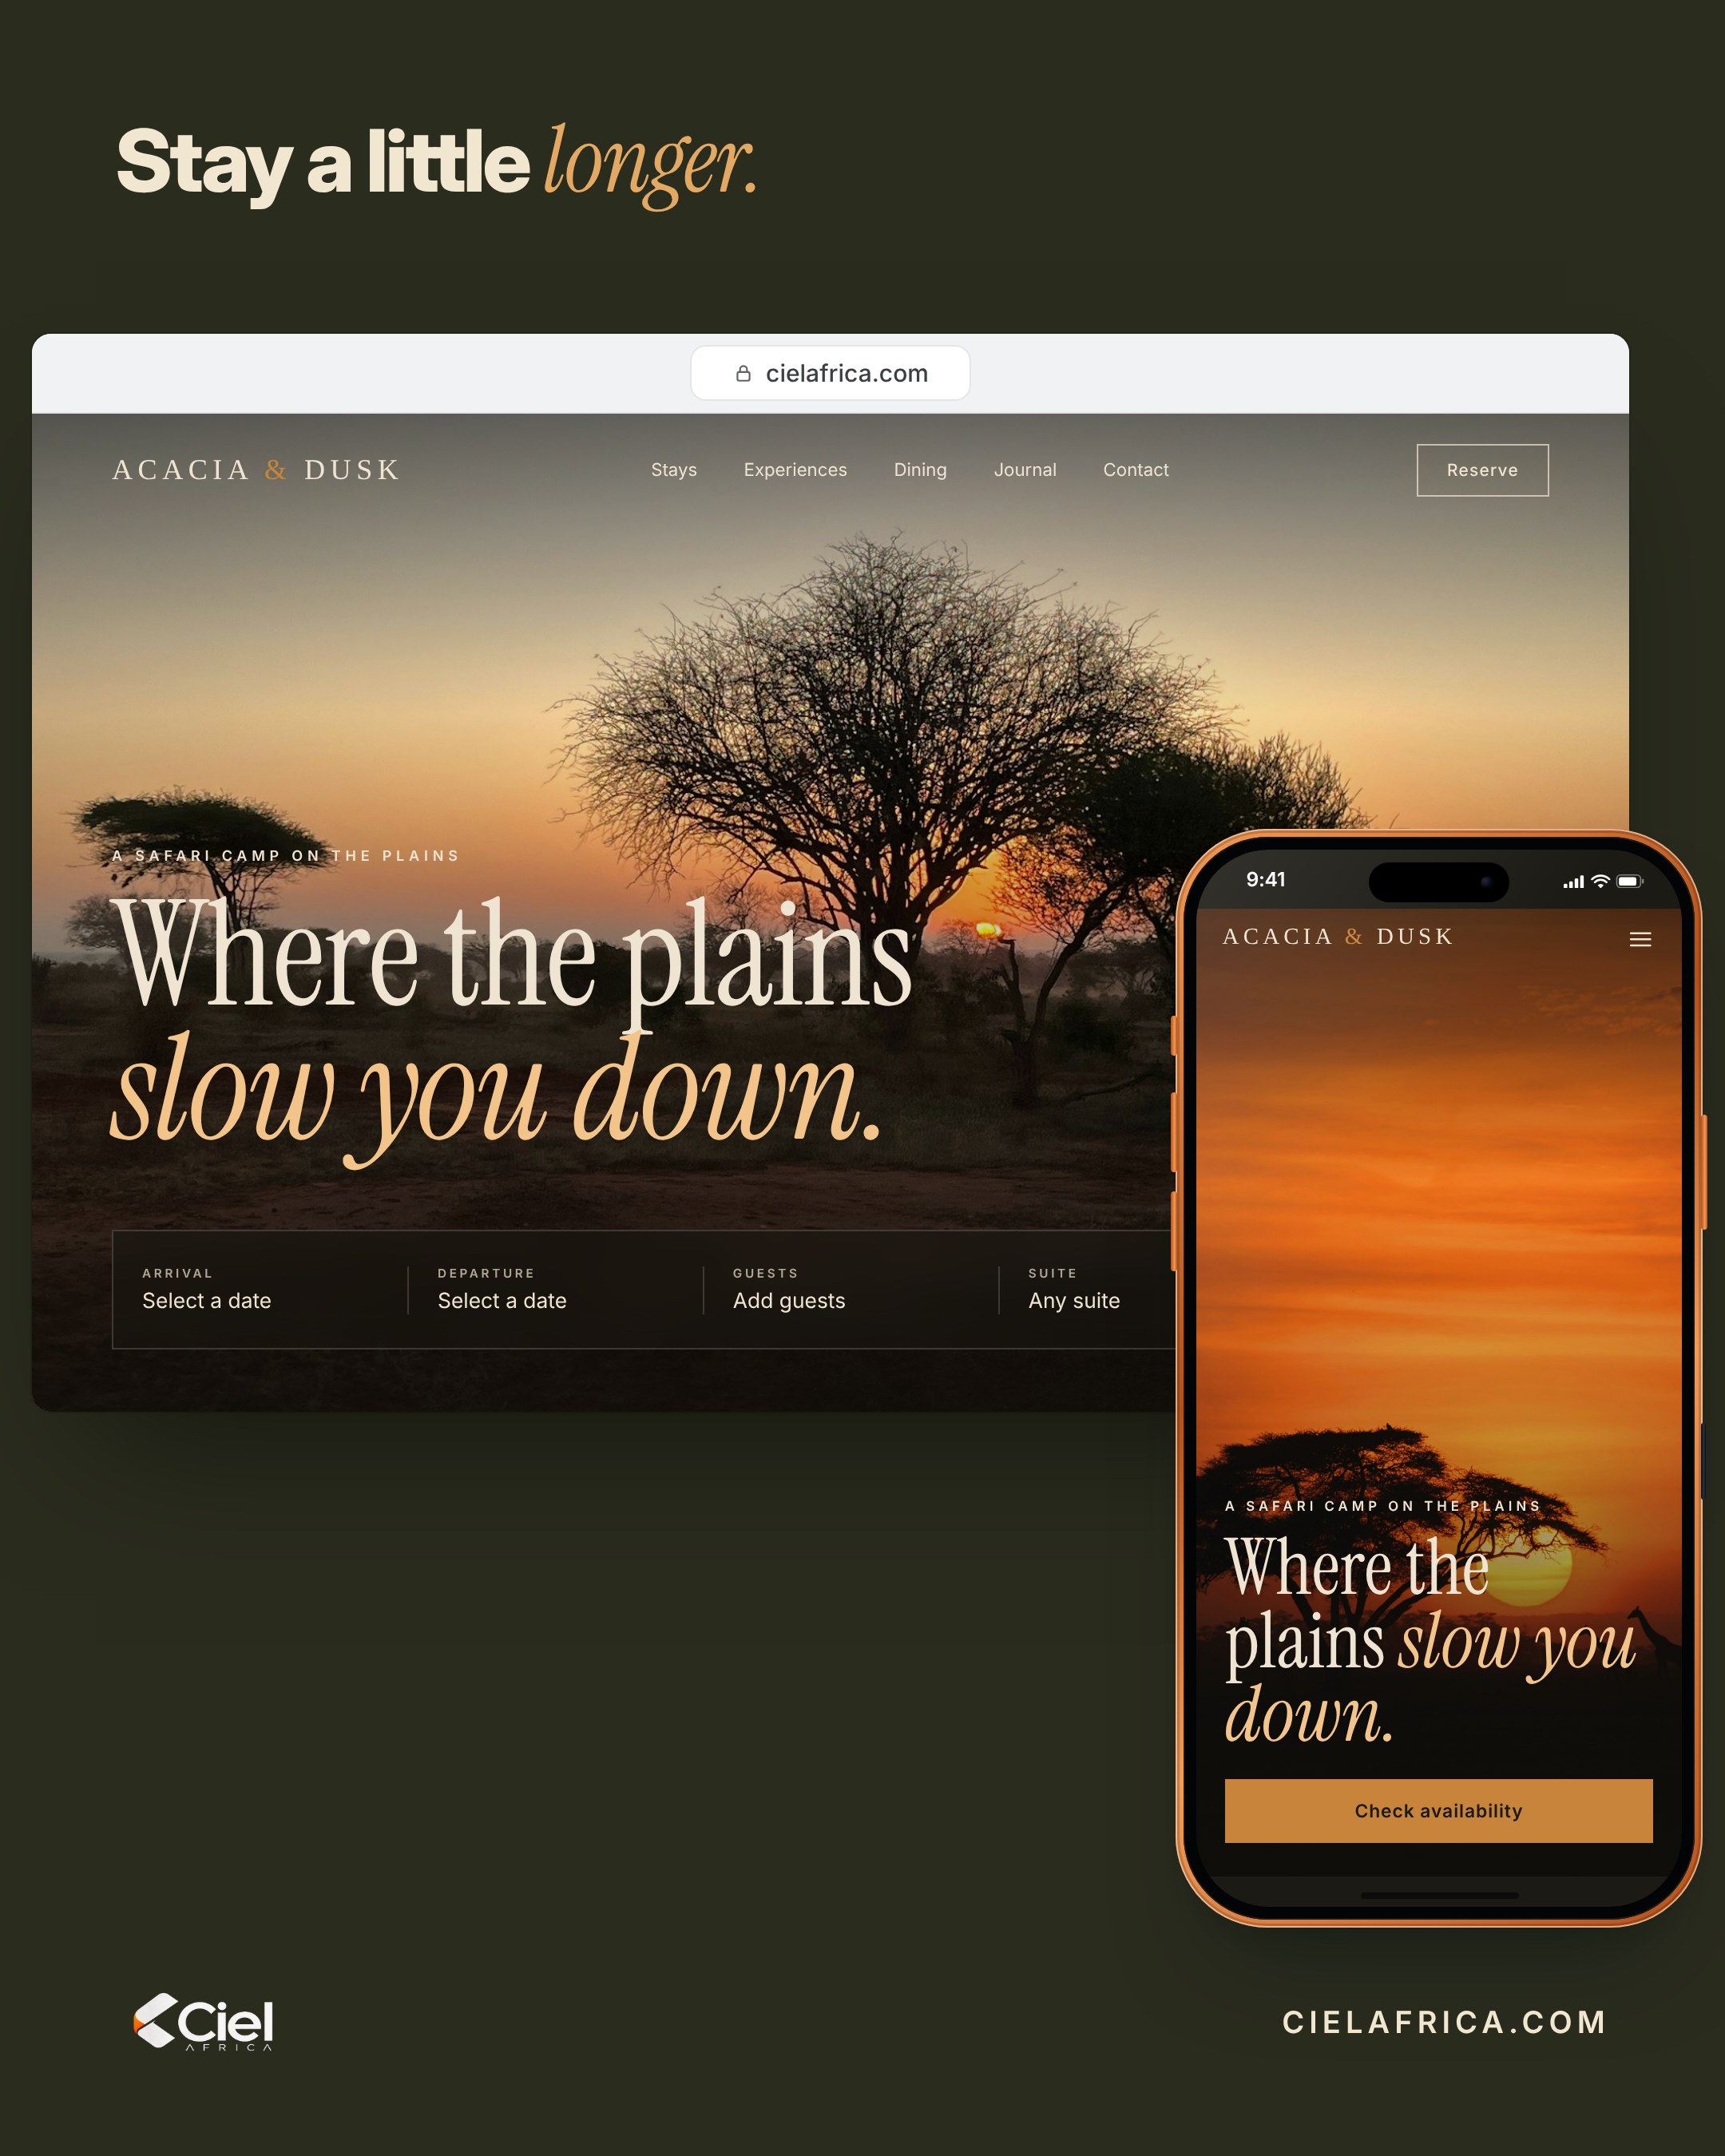 Stay a little longer.
cielafrica.com
ACACIA & DUSK
Stays Experiences Dining Journal Contact
Reserve
A SAFARI CAMP ON THE PLAINS
Where the plains
slow you down.
ARRIVAL
Select a date
DEPARTURE
Select a date
GUESTS
Add guests
SUITE
Any suite
9:41
ACACIA & DUSK
A SAFARI CAMP ON THE PLAINS
Where the
plains slow you
down.
Check availability
Ciel
AFRICA
CIELAFRICA.COM